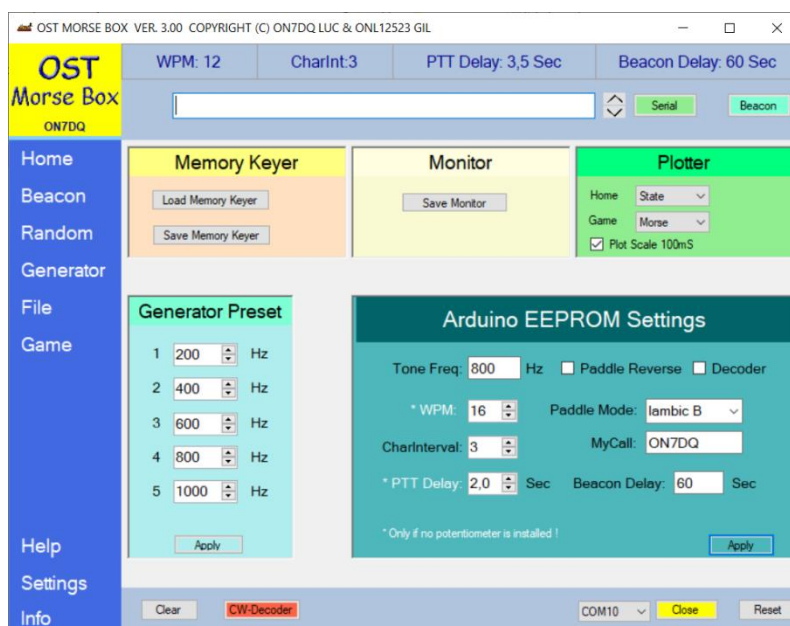 OST MORSE BOX VER. 3.00 COPYRIGHT (C) ON7DQ LUC & ONL12523 GIL
OST
Morse Box
ON7DQ
WPM: 12 CharInt:3 PTT Delay: 3,5 Sec Beacon Delay: 60 Sec
Serial Beacon
Home
Beacon
Random
Generator
File
Game
Help
Settings
Info
Memory Keyer
Load Memory Keyer
Save Memory Keyer
Monitor
Save Monitor
Plotter
Home State
Game Morse
Plot Scale 100mS
Generator Preset
1 200 Hz
2 400 Hz
3 600 Hz
4 800 Hz
5 1000 Hz
Apply
Arduino EEPROM Settings
Tone Freq: 800 Hz Paddle Reverse Decoder
* WPM: 16 Paddle Mode: Iambic B
CharInterval: 3 MyCall: ON7DQ
* PTT Delay: 2,0 Sec Beacon Delay: 60 Sec
* Only if no potentiometer is installed !
Apply
Clear CW-Decoder COM10 Close Reset